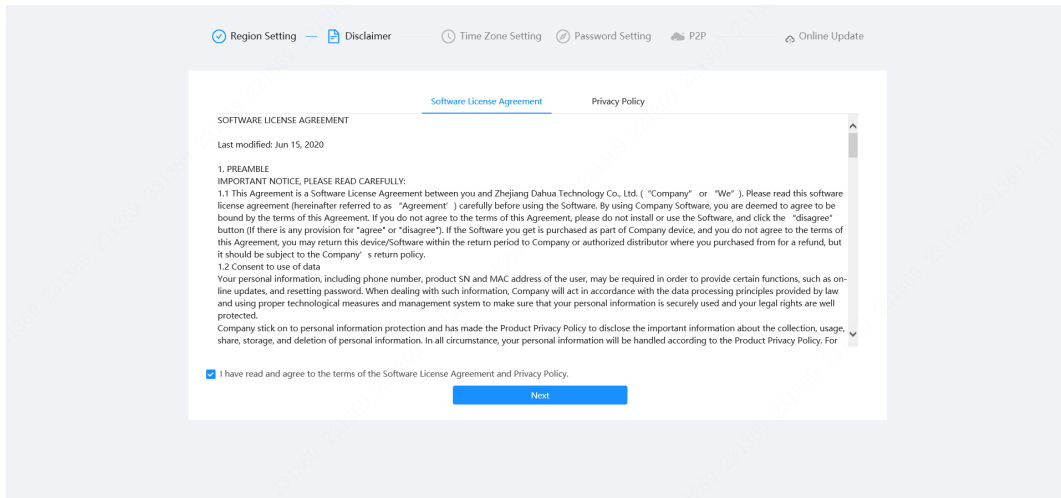 Region Setting
Disclaimer
Time Zone Setting
Password Setting
P2P
Online Update
Software License Agreement
Privacy Policy
SOFTWARE LICENSE AGREEMENT
Last modified: Jun 15, 2020
1. PREAMBLE
IMPORTANT NOTICE, PLEASE READ CAREFULLY:
1.1 This Agreement is a Software License Agreement between you and Zhejiang Dahua Technology Co., Ltd. ( “Company” or “We” ). Please read this software
license agreement (hereinafter referred to as “Agreement’ ) carefully before using the Software. By using Company Software, you are deemed to agree to be
bound by the terms of this Agreement. If you do not agree to the terms of this Agreement, please do not install or use the Software, and click the “disagree”
button (If there is any provision for "agree" or "disagree"). If the Software you get is purchased as part of Company device, and you do not agree to the terms of
this Agreement, you may return this device/Software within the return period to Company or authorized distributor where you purchased from for a refund, but
it should be subject to the Company’ s return policy.
1.2 Consent to use of data
Your personal information, including phone number, product SN and MAC address of the user, may be required in order to provide certain functions, such as on-
line updates, and resetting password. When dealing with such information, Company will act in accordance with the data processing principles provided by law
and using proper technological measures and management system to make sure that your personal information is securely used and your legal rights are well
protected.
Company stick on to personal information protection and has made the Product Privacy Policy to disclose the important information about the collection, usage,
share, storage, and deletion of personal information. In all circumstance, your personal information will be handled according to the Product Privacy Policy. For
I have read and agree to the terms of the Software License Agreement and Privacy Policy.
Next